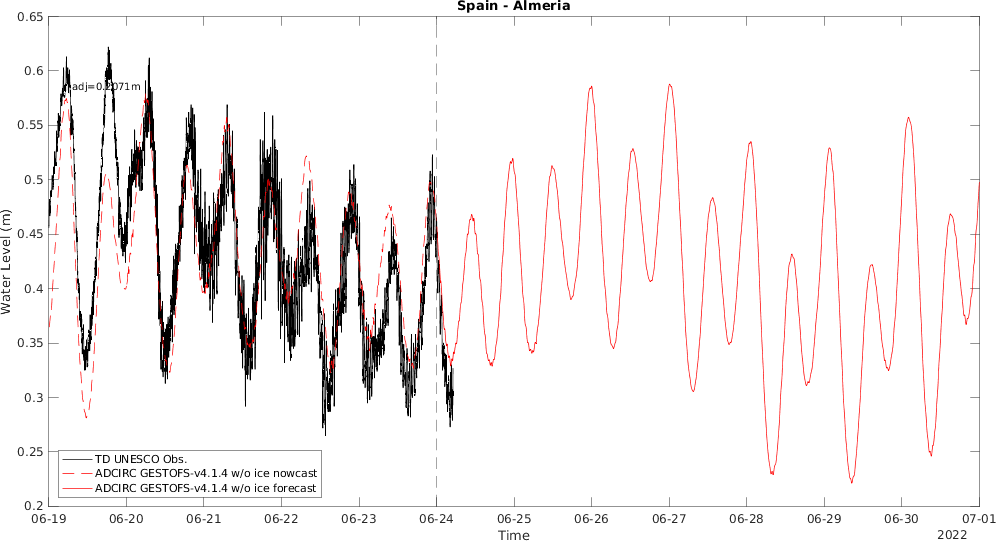 Spain - Almeria
0.65
0.6
0.55
0.5
0.45
0.4
0.35
0.3
0.25
0.2
Water Level (m)
adj=0.2071m
TD UNESCO Obs.
ADCIRC GESTOFS-v4.1.4 w/o ice nowcast
ADCIRC GESTOFS-v4.1.4 w/o ice forecast
06-19 06-20 06-21 06-22 06-23 06-24 06-25 06-26 06-27 06-28 06-29 06-30 07-01
Time
2022